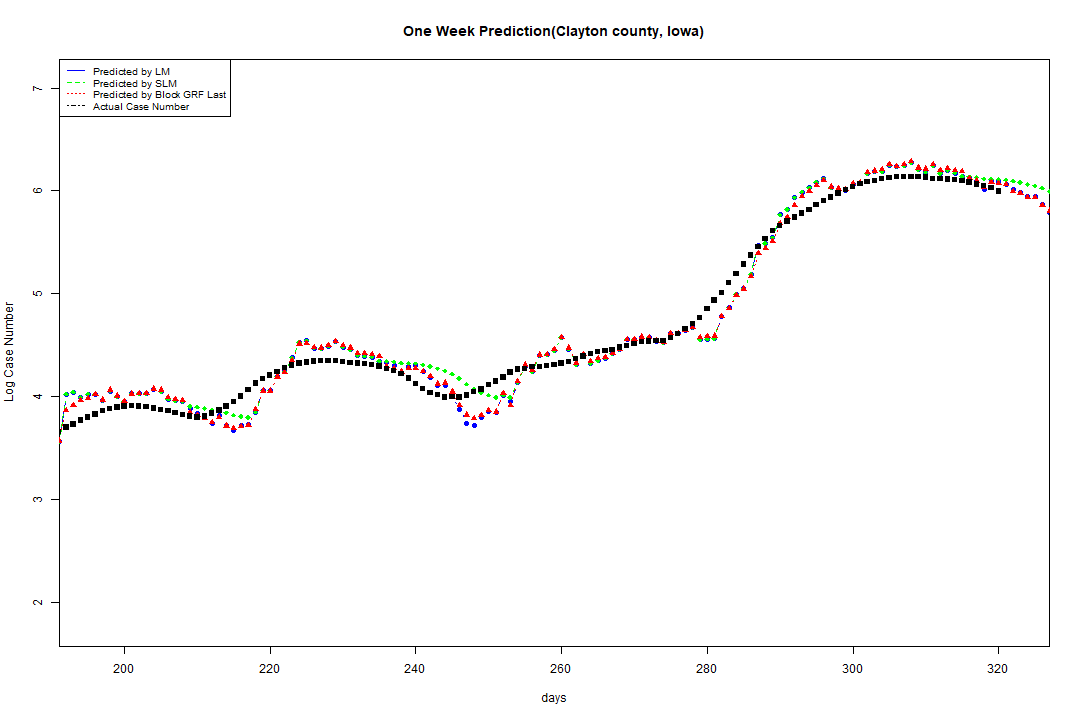 One Week Prediction(Clayton county, Iowa)
Predicted by LM
Predicted by SLM
Predicted by Block GRF Last
Actual Case Number
7
6
5
4
3
2
Log Case Number
200 220 240 260 280 300 320
days